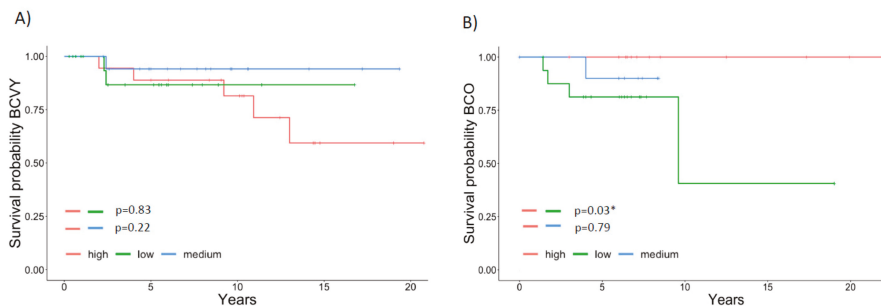 A)
Survival probability BCVY
1.00
0.75
0.50
0.25
0.00
p=0.83
p=0.22
high low medium
0 5 10 15 20
Years
B)
Survival probability BCO
1.00
0.75
0.50
0.25
0.00
p=0.03*
p=0.79
high low medium
0 5 10 15 20
Years